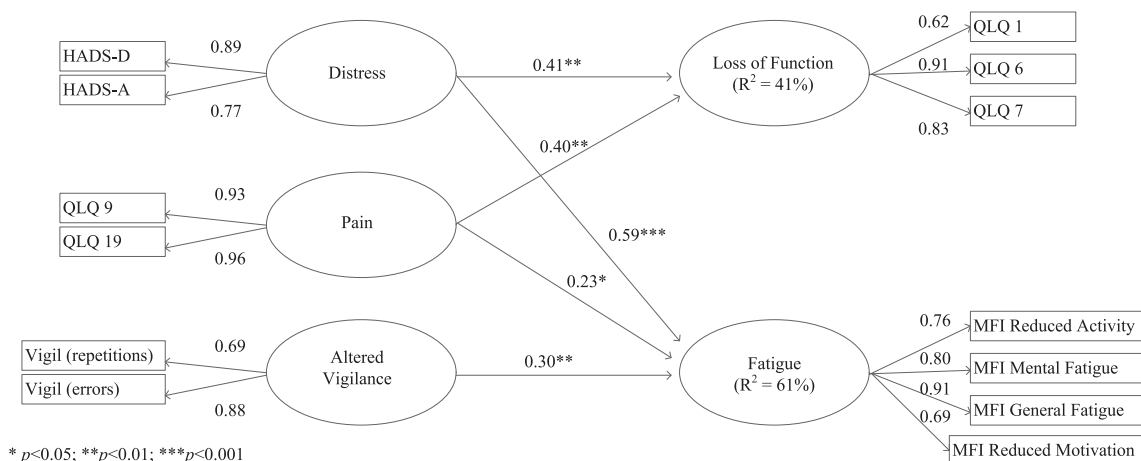 HADS-D
HADS-A
0.89
0.77
Distress
0.41**
Loss of Function
(R² = 41%)
0.62
0.91
0.83
QLQ 1
QLQ 6
QLQ 7
0.40**
QLQ 9
QLQ 19
0.93
0.96
Pain
0.59***
0.23*
Vigil (repetitions)
Vigil (errors)
0.69
0.88
Altered
Vigilance
0.30**
Fatigue
(R² = 61%)
0.76
0.80
0.91
0.69
MFI Reduced Activity
MFI Mental Fatigue
MFI General Fatigue
MFI Reduced Motivation
* p<0.05; **p<0.01; ***p<0.001